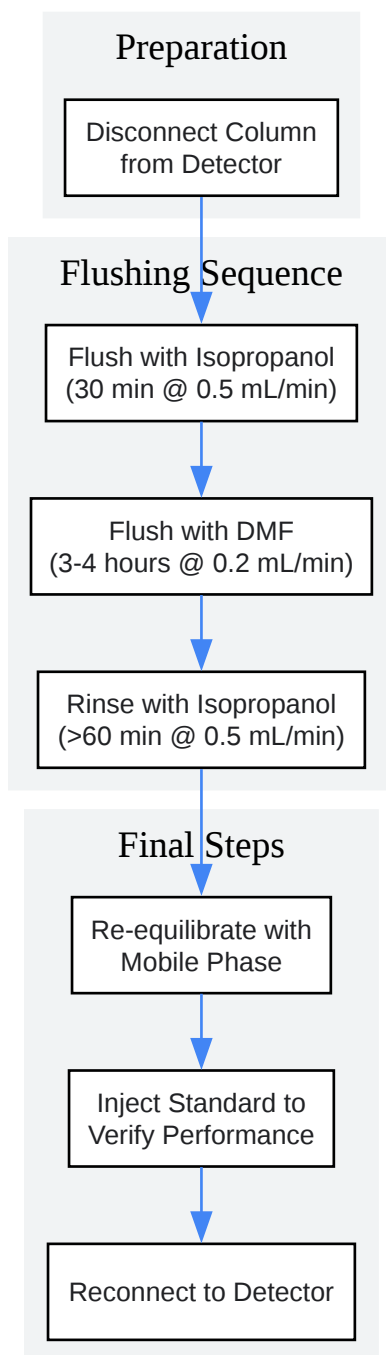 Preparation
Disconnect Column
from Detector
Flushing Sequence
Flush with Isopropanol
(30 min @ 0.5 mL/min)
Flush with DMF
(3-4 hours @ 0.2 mL/min)
Rinse with Isopropanol
(>60 min @ 0.5 mL/min)
Final Steps
Re-equilibrate with
Mobile Phase
Inject Standard to
Verify Performance
Reconnect to Detector